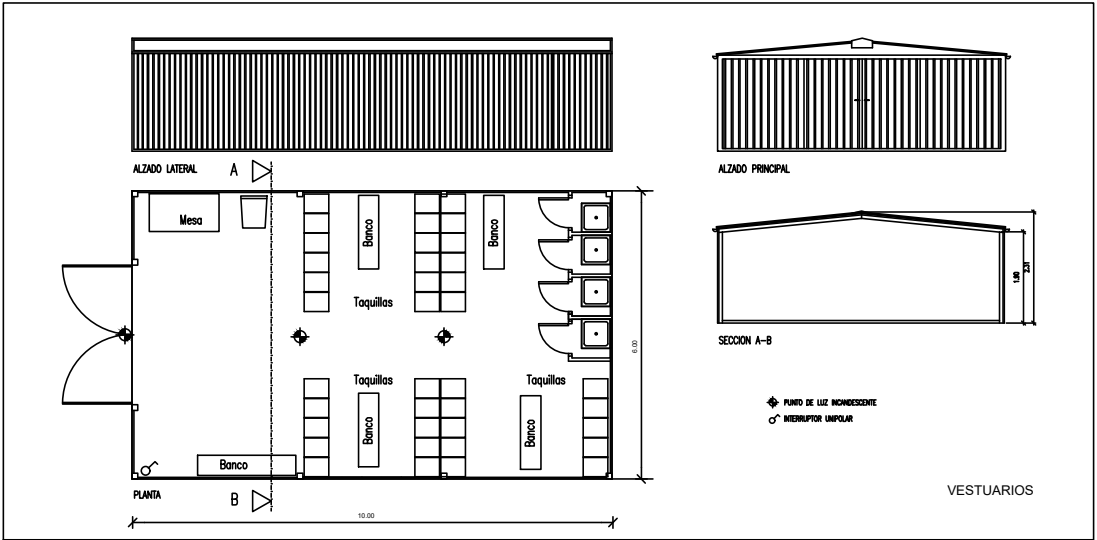 ALZADO LATERAL
A
ALZADO PRINCIPAL
Mesa
Banco
Banco
1.90
2.31
Taquillas
SECCION A-B
6.00
Taquillas
Taquillas
PUNTO DE LUZ INCANDESCENTE
INTERRUPTOR UNIPOLAR
Banco
Banco
Banco
PLANTA
B
VESTUARIOS
10.00